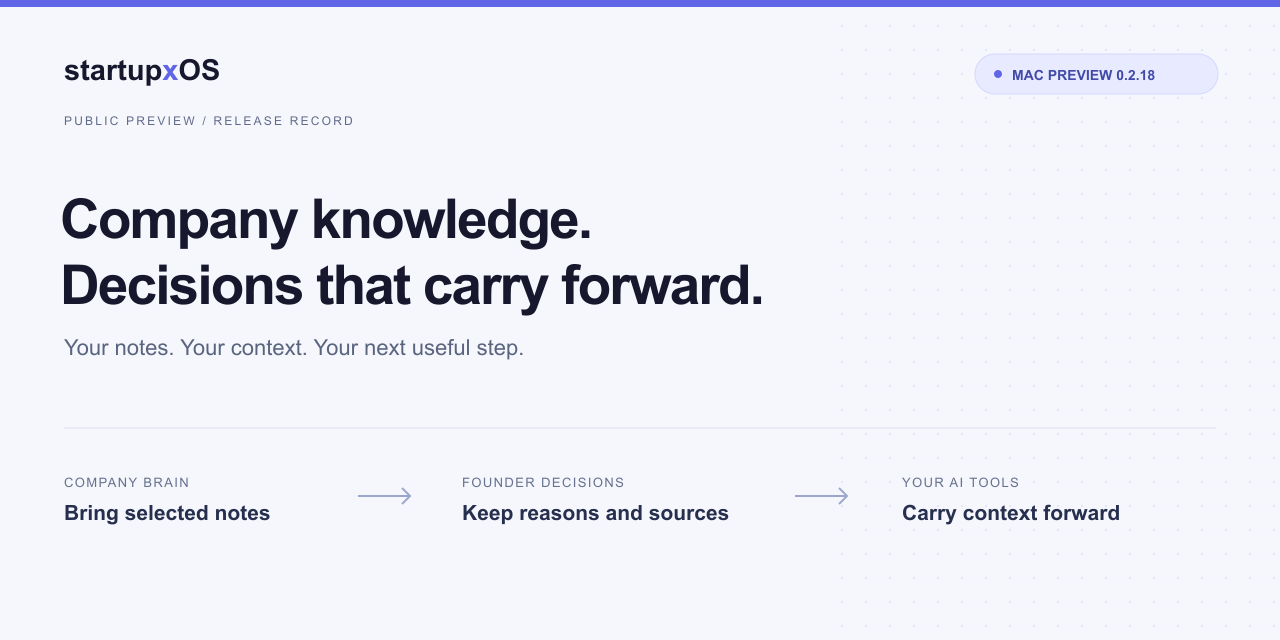 startupxOS
MAC PREVIEW 0.2.18
PUBLIC PREVIEW / RELEASE RECORD
Company knowledge.
Decisions that carry forward.
Your notes. Your context. Your next useful step.
COMPANY BRAIN
Bring selected notes
FOUNDER DECISIONS
Keep reasons and sources
YOUR AI TOOLS
Carry context forward